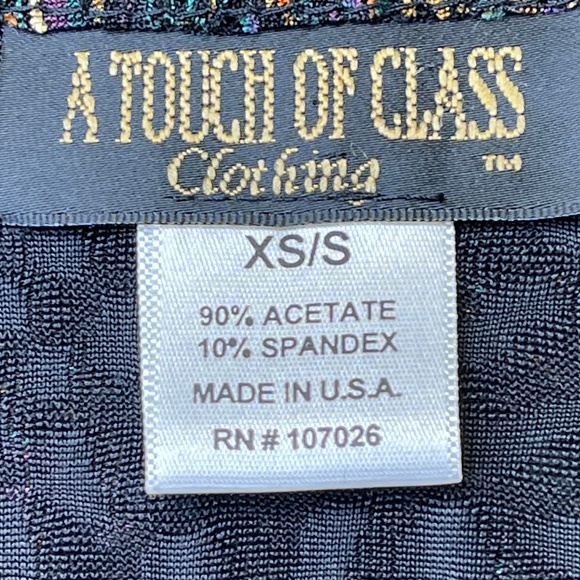 A TOUCH OF CLASS
Clothing ™
XS/S
90% ACETATE
10% SPANDEX
MADE IN U.S.A.
RN # 107026